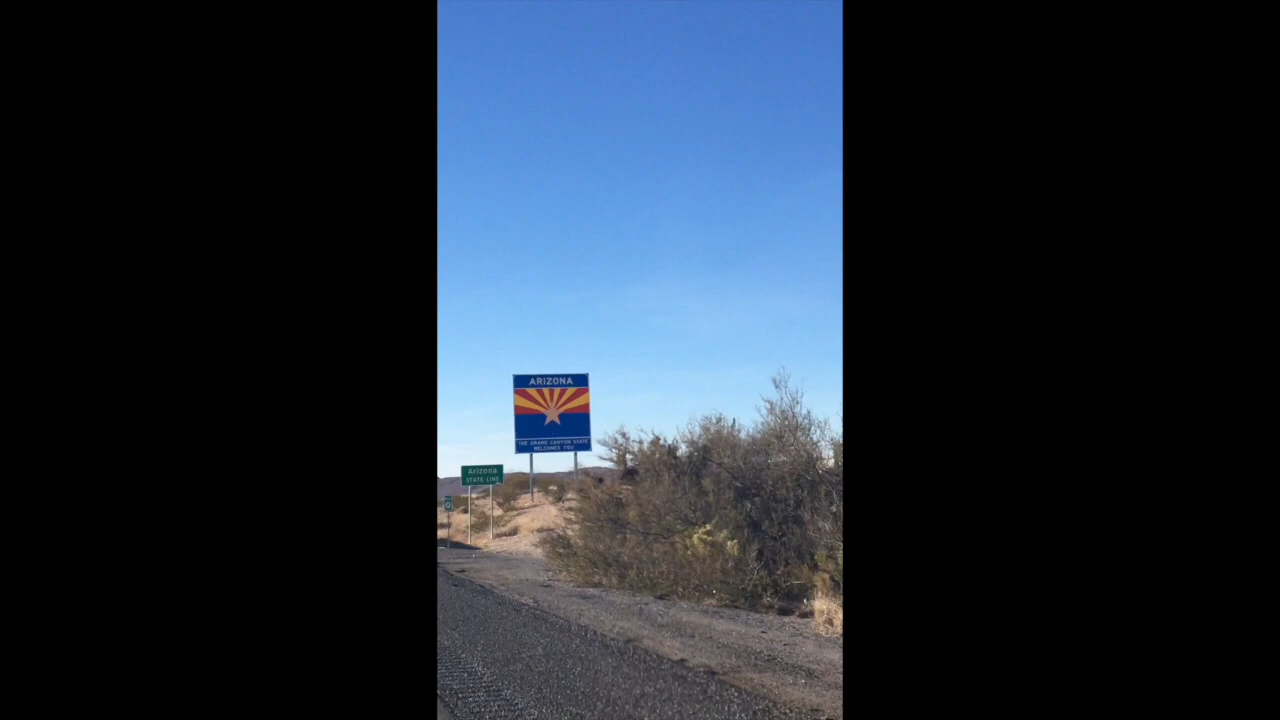 ARIZONA
THE GRAND CANYON STATE
WELCOMES YOU
Arizona
STATE LINE